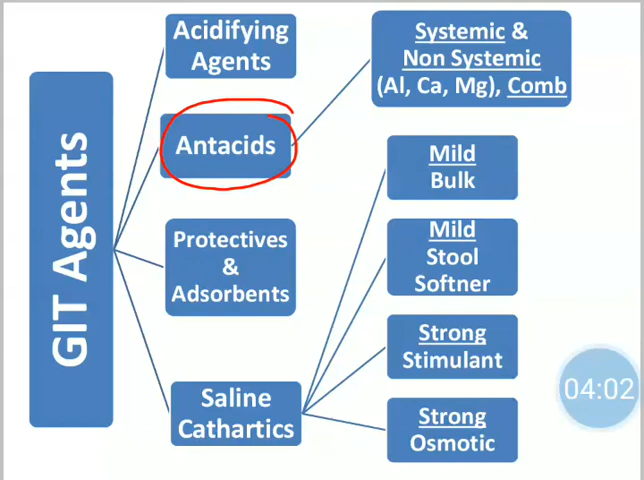 GIT Agents
Acidifying
Agents
Antacids
Systemic &
Non Systemic
(Al, Ca, Mg), Comb
Protectives
&
Adsorbents
Saline
Cathartics
Mild
Bulk
Mild
Stool
Softner
Strong
Stimulant
Strong
Osmotic
04:02